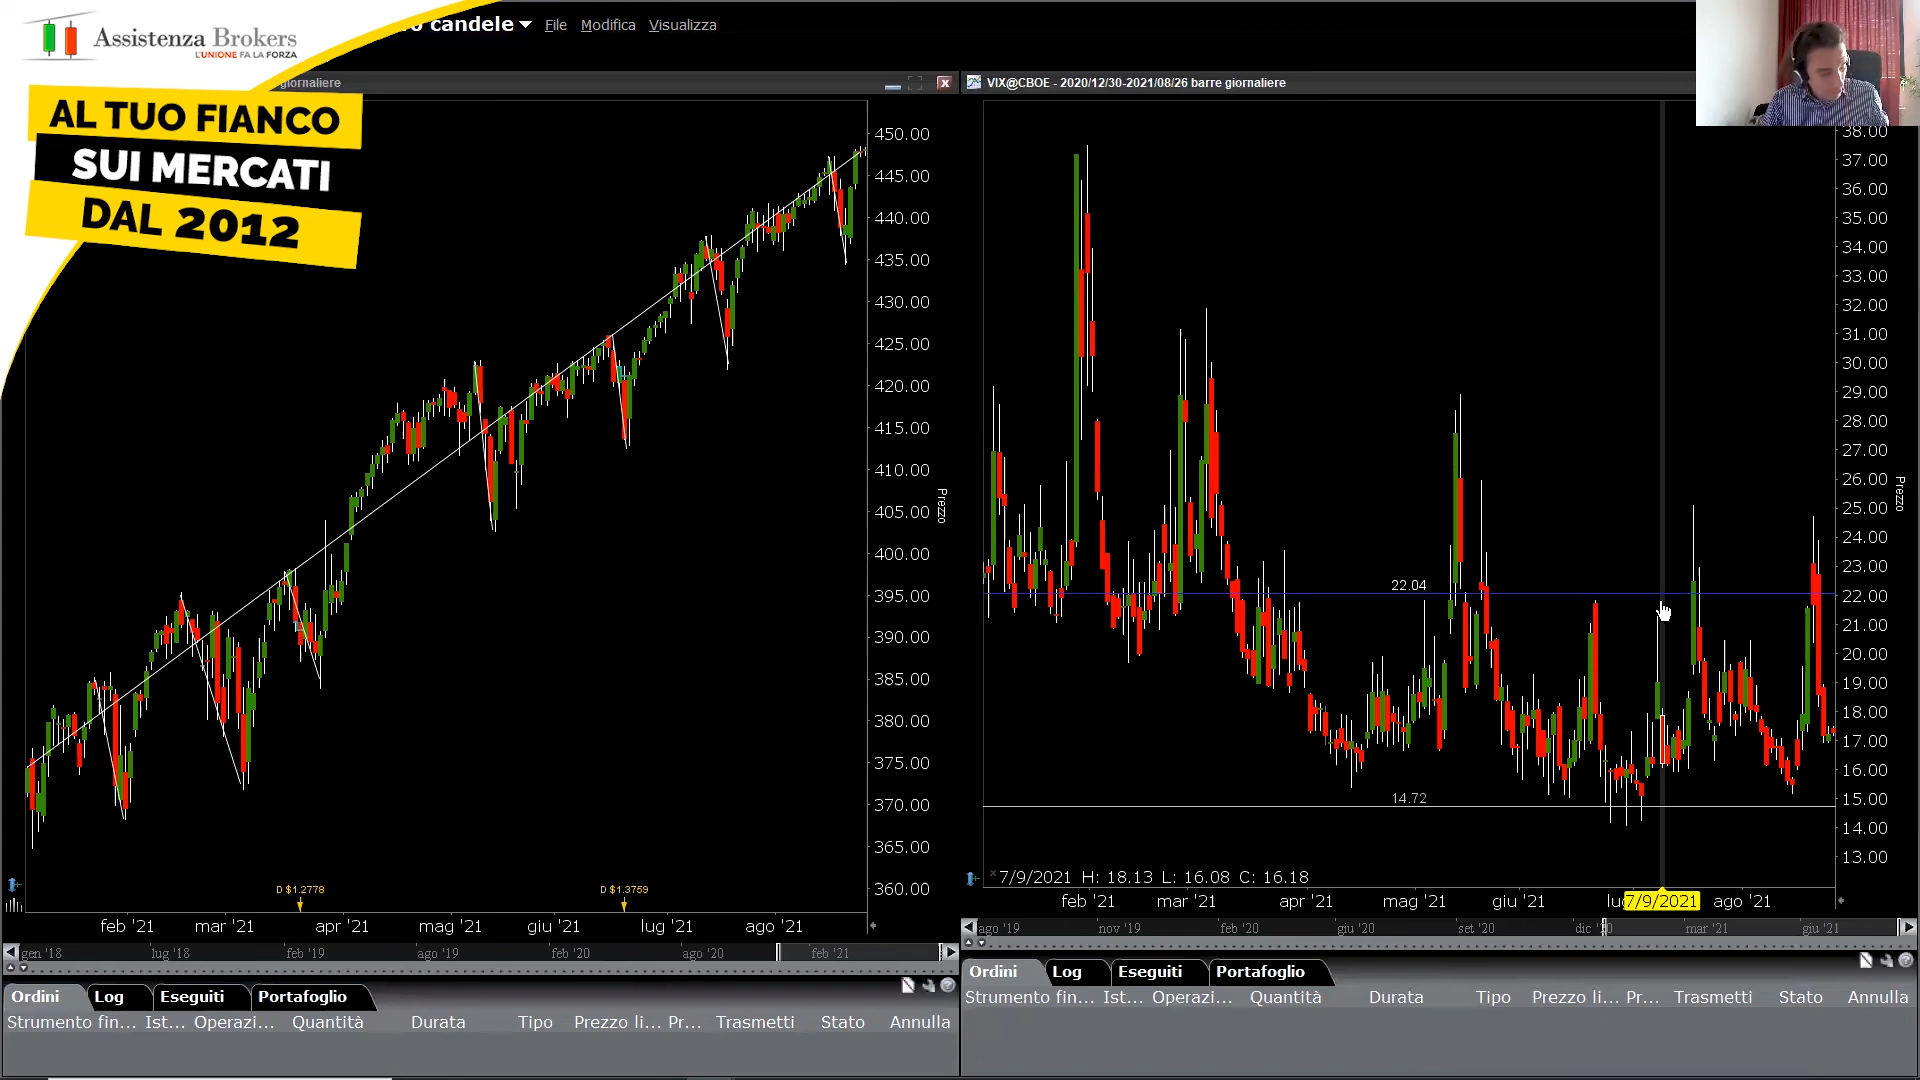 Assistenza Brokers
L'UNIONE FA LA FORZA
candele
File Modifica Visualizza
AL TUO FIANCO
SUI MERCATI
DAL 2012
giornaliere
VIX@CBOE - 2020/12/30-2021/08/26 barre giornaliere
450.00
445.00
440.00
435.00
430.00
425.00
420.00
415.00
410.00
405.00
400.00
395.00
390.00
385.00
380.00
375.00
370.00
365.00
360.00
Prezzo
D $1.2778
D $1.3759
feb '21 mar '21 apr '21 mag '21 giu '21 lug '21 ago '21
gen '18 lug '18 feb '19 ago '19 feb '20 ago '20 feb '21
38.00
37.00
36.00
35.00
34.00
33.00
32.00
31.00
30.00
29.00
28.00
27.00
26.00
25.00
24.00
23.00
22.00
21.00
20.00
19.00
18.00
17.00
16.00
15.00
14.00
13.00
Prezzo
22.04
14.72
7/9/2021 H: 18.13 L: 16.08 C: 16.18
feb '21 mar '21 apr '21 mag '21 giu '21 7/9/2021 ago '21
ago '19 nov '19 feb '20 giu '20 set '20 dic mar '21 giu '21
Ordini Log Eseguiti Portafoglio
Strumento fin... Ist... Operazi... Quantità Durata Tipo Prezzo li... Pr... Trasmetti Stato Annulla
Ordini Log Eseguiti Portafoglio
Strumento fin... Ist... Operazi... Quantità Durata Tipo Prezzo li... Pr... Trasmetti Stato Annulla